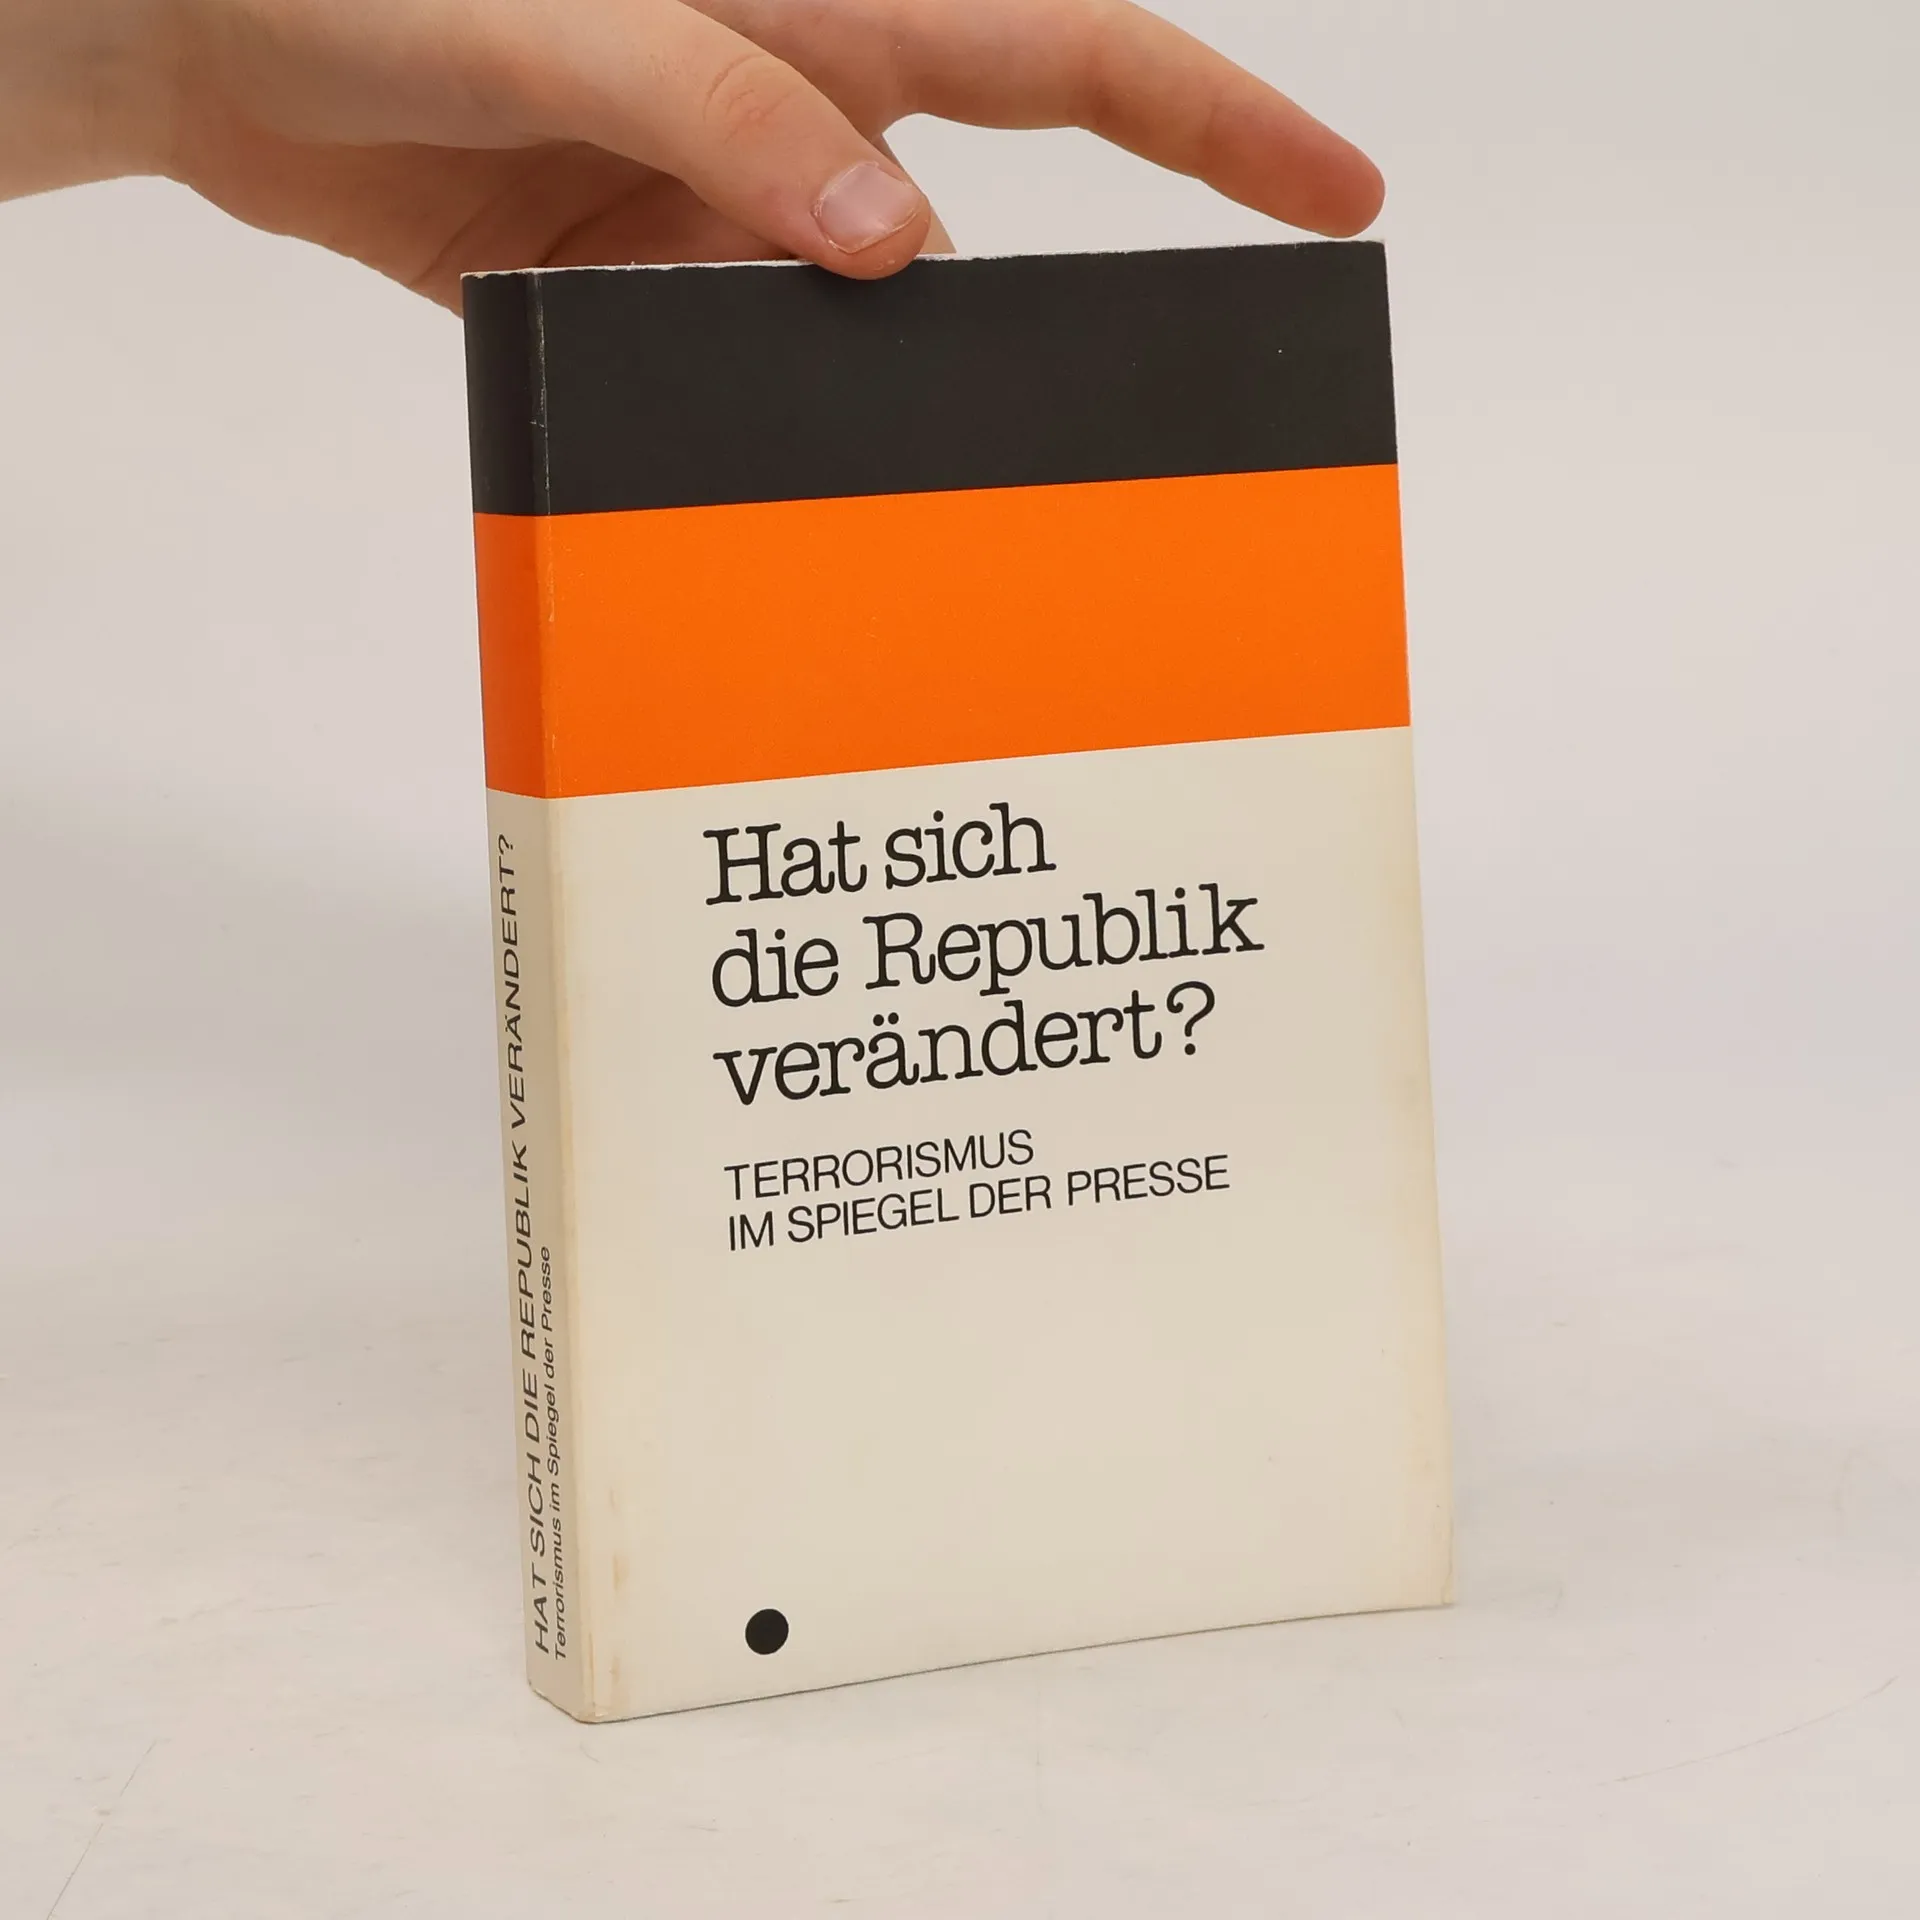 Hat sich
die Republik
verändert?
TERRORISMUS
IM SPIEGEL DER PRESSE
HAT SICH DIE REPUBLIK VERÄNDERT?
Terrorismus im Spiegel der Presse